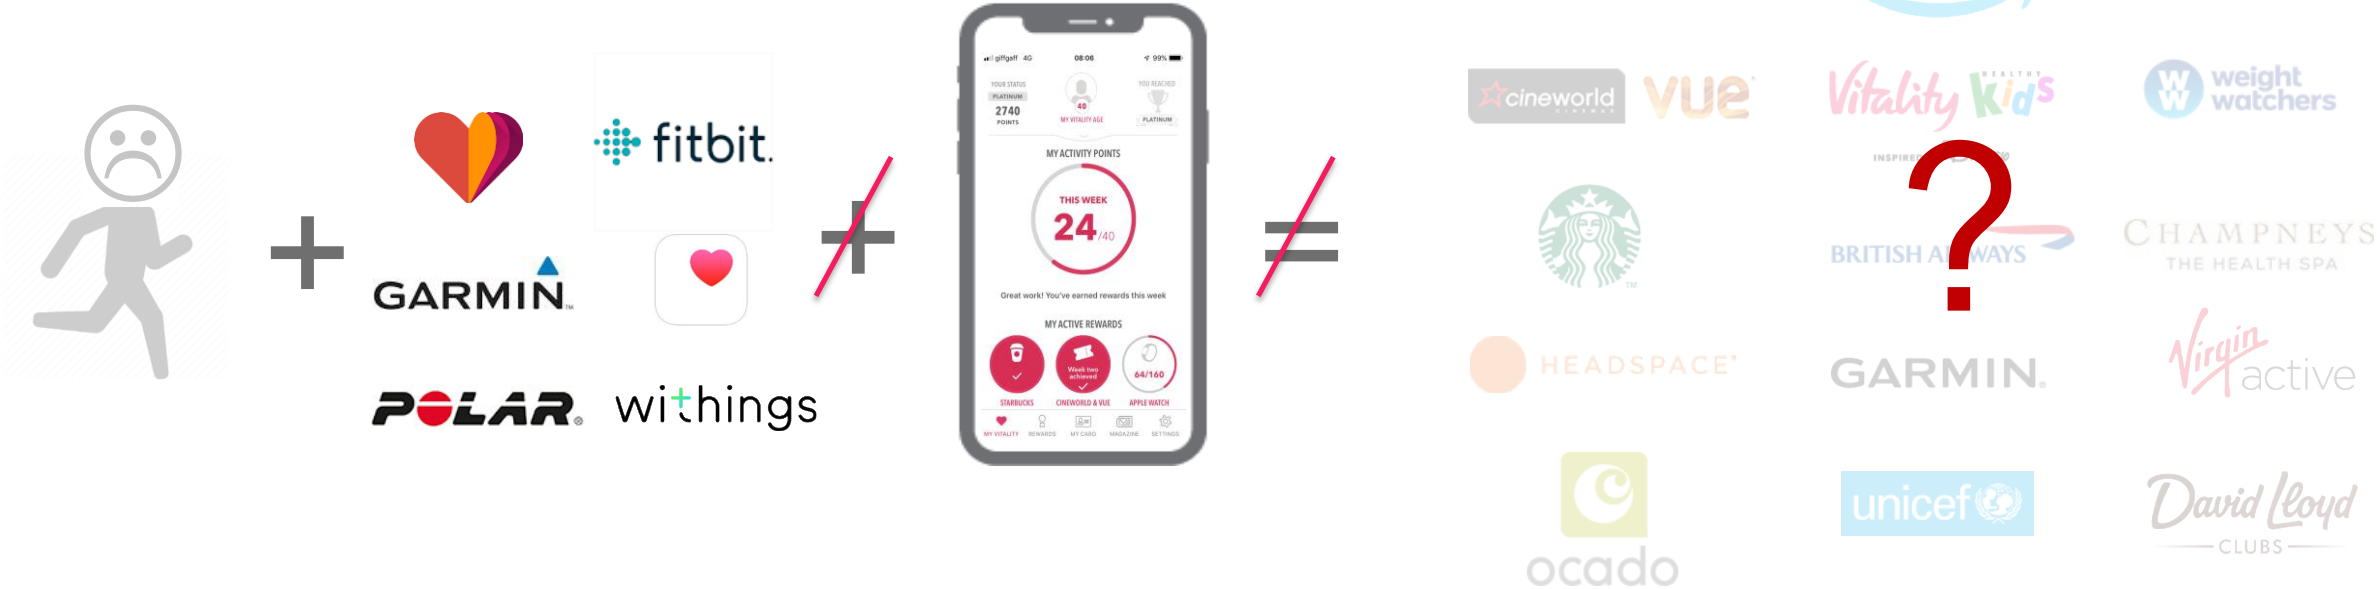 fitbit.
GARMIN™
POLAR®
withings
giffgaff 4G
08:06
99%
YOUR STATUS
PLATINUM
2740
POINTS
40
MY VITALITY AGE
YOU REACHED
PLATINUM
MY ACTIVITY POINTS
THIS WEEK
24/40
Great work! You've earned rewards this week
MY ACTIVE REWARDS
Week two
achieved
64/160
STARBUCKS
CINEWORLD & VUE
APPLE WATCH
MY VITALITY
REWARDS
MY CARD
MAGAZINE
SETTINGS
+
+
=
cineworld
CINEMAS
VUE
Vitality
HEALTHY
Kids
INSPIRED
weight
watchers
W
W
?
TM
BRITISH AIRWAYS
CHAMPNEYS
THE HEALTH SPA
HEADSPACE®
GARMIN®
Virgin
active
ocado
unicef
David Lloyd
CLUBS